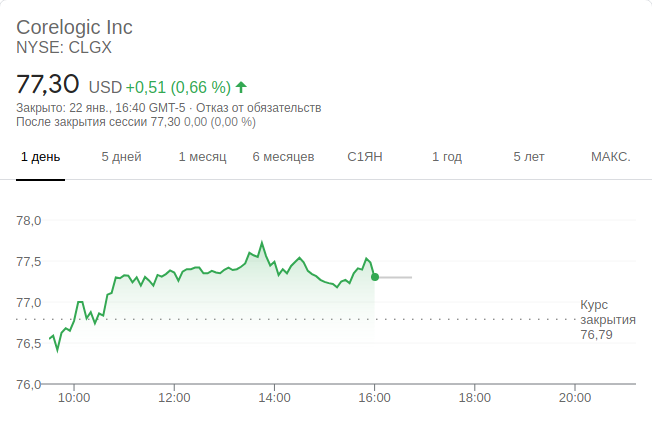 Corelogic Inc
NYSE: CLGX
77,30 USD +0,51 (0,66 %)
Закрыто: 22 янв., 16:40 GMT-5 · Отказ от обязательств
После закрытия сессии 77,30 0,00 (0,00 %)
1 день 5 дней 1 месяц 6 месяцев С1ЯН 1 год 5 лет МАКС.
78,0
77,5
77,0
Курс
закрытия
76,79
76,5
76,0
10:00 12:00 14:00 16:00 18:00 20:00